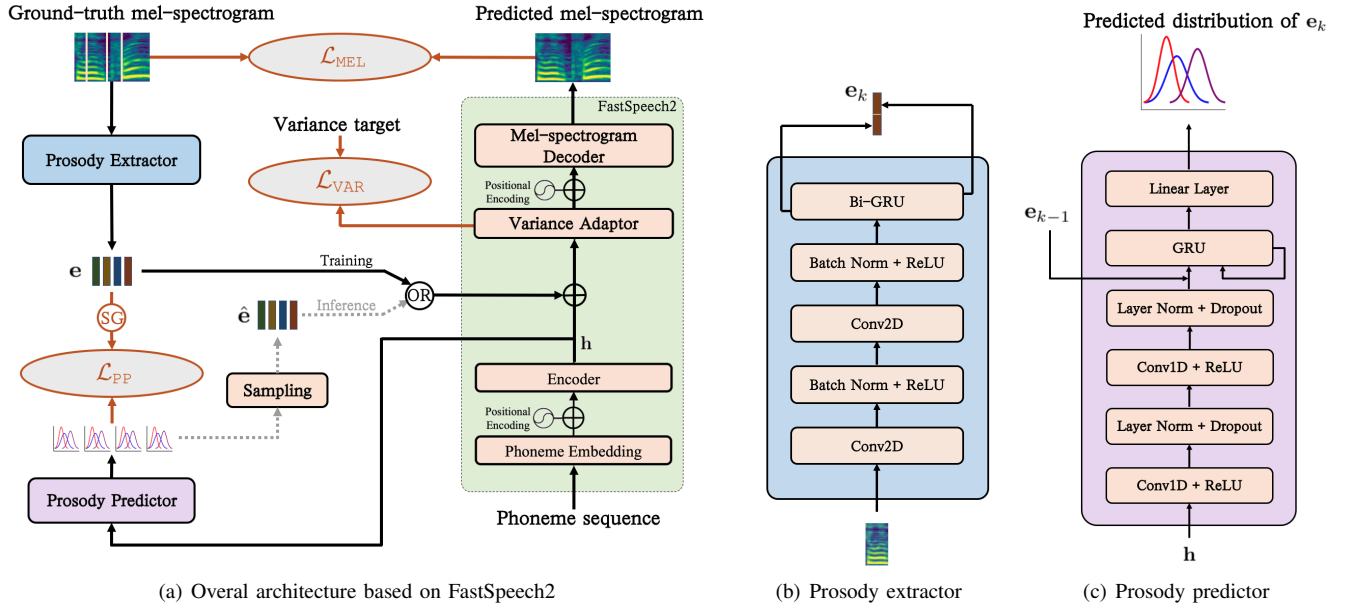 Ground-truth mel-spectrogram
Predicted mel-spectrogram
ℒMEL
FastSpeech2
Variance target
Mel-spectrogram
Decoder
Prosody Extractor
ℒVAR
Positional
Encoding
Variance Adaptor
e
Training
OR
Inference
ê
SG
h
ℒPP
Sampling
Encoder
Positional
Encoding
Phoneme Embedding
Prosody Predictor
Phoneme sequence
(a) Overal architecture based on FastSpeech2
e_k
Bi-GRU
Batch Norm + ReLU
Conv2D
Batch Norm + ReLU
Conv2D
(b) Prosody extractor
Predicted distribution of e_k
Linear Layer
e_{k-1}
GRU
Layer Norm + Dropout
Conv1D + ReLU
Layer Norm + Dropout
Conv1D + ReLU
h
(c) Prosody predictor